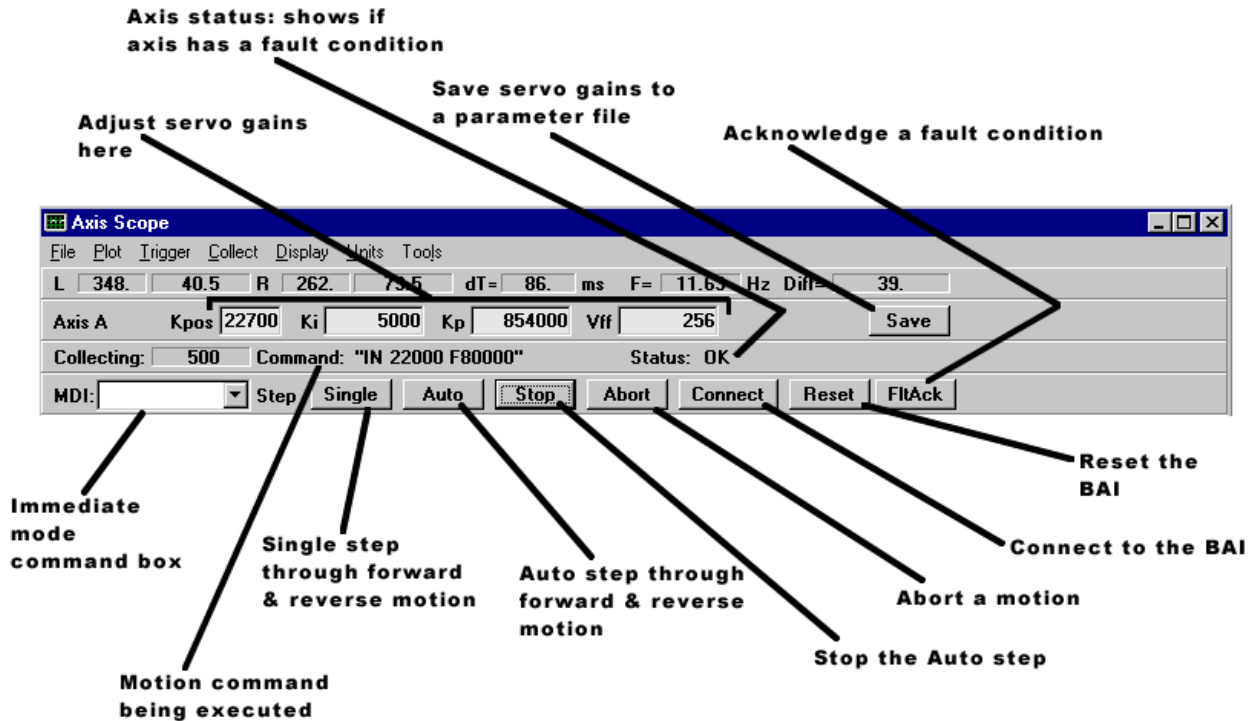 Axis status: shows if
axis has a fault condition
Save servo gains to
a parameter file
Adjust servo gains
here
Acknowledge a fault condition
Axis Scope
File Plot Trigger Collect Display Units Tools
L 348. 40.5 R 262. 79.5 dT= 86. ms F= 11.63 Hz Diff= 39.
Axis A Kpos 22700 Ki 5000 Kp 854000 Vff 256 Save
Collecting: 500 Command: "IN 22000 F80000" Status: OK
MDI: Step Single Auto Stop Abort Connect Reset FltAck
Reset the
BAI
Immediate
mode
command box
Single step
through forward
& reverse motion
Auto step through
forward & reverse
motion
Connect to the BAI
Abort a motion
Stop the Auto step
Motion command
being executed